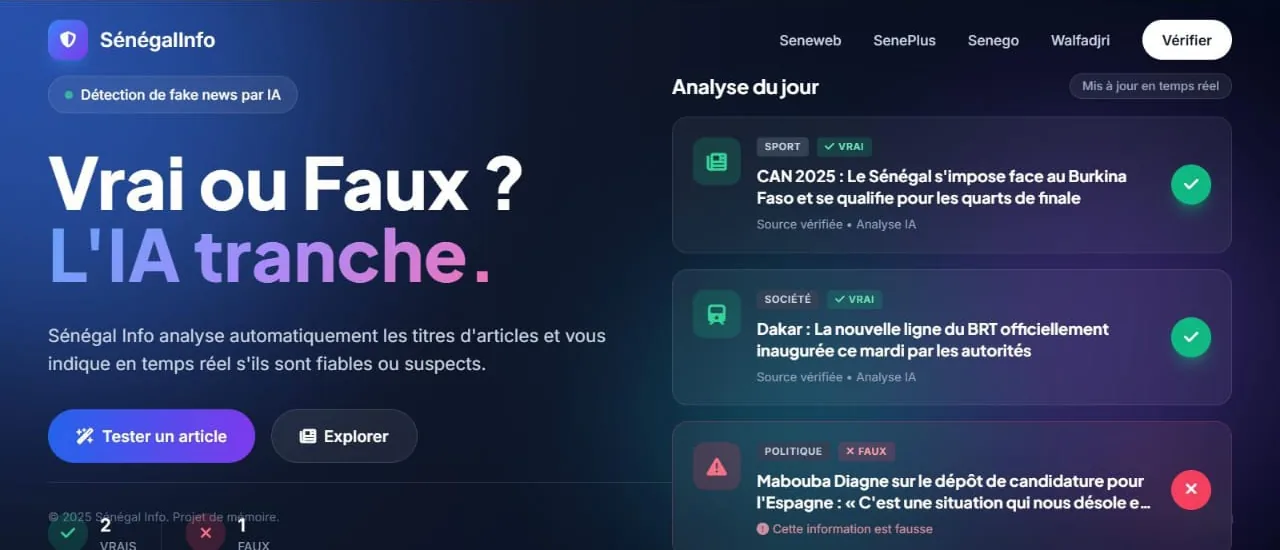 SénégalInfo
Seneweb
SenePlus
Senego
Walfadjri
Vérifier
Détection de fake news par IA
Vrai ou Faux ?
L'IA tranche.
Sénégal Info analyse automatiquement les titres d'articles et vous
indique en temps réel s'ils sont fiables ou suspects.
Tester un article
Explorer
© 2025 Sénégal Info. Projet de mémoire.
2
VRAIS
1
FAUX
Analyse du jour
Mis à jour en temps réel
SPORT
VRAI
CAN 2025 : Le Sénégal s'impose face au Burkina
Faso et se qualifie pour les quarts de finale
Source vérifiée • Analyse IA
SOCIÉTÉ
VRAI
Dakar : La nouvelle ligne du BRT officiellement
inaugurée ce mardi par les autorités
Source vérifiée • Analyse IA
POLITIQUE
FAUX
Mabouba Diagne sur le dépôt de candidature pour
l'Espagne : « C'est une situation qui nous désole e...
Cette information est fausse